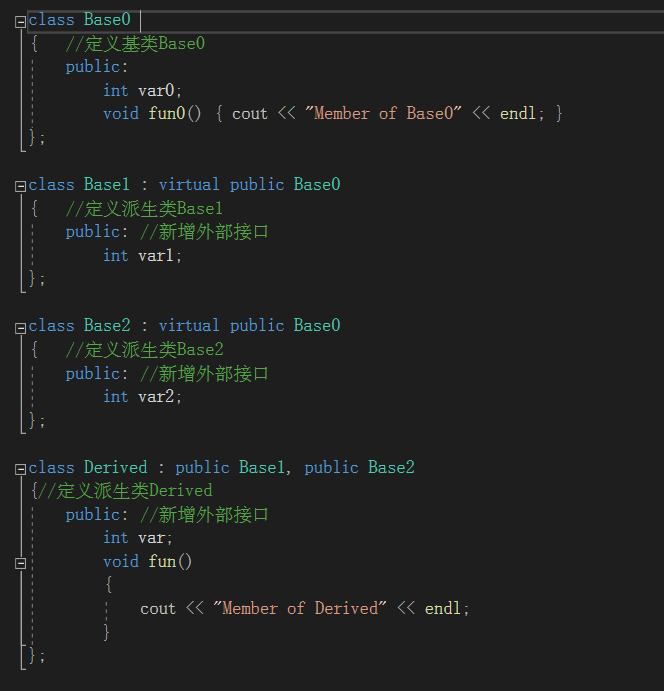 class Base0
{ //定义基类Base0
public:
int var0;
void fun0() { cout << "Member of Base0" << endl; }
};
class Base1 : virtual public Base0
{ //定义派生类Base1
public: //新增外部接口
int var1;
};
class Base2 : virtual public Base0
{ //定义派生类Base2
public: //新增外部接口
int var2;
};
class Derived : public Base1, public Base2
{//定义派生类Derived
public: //新增外部接口
int var;
void fun()
{
cout << "Member of Derived" << endl;
}
};